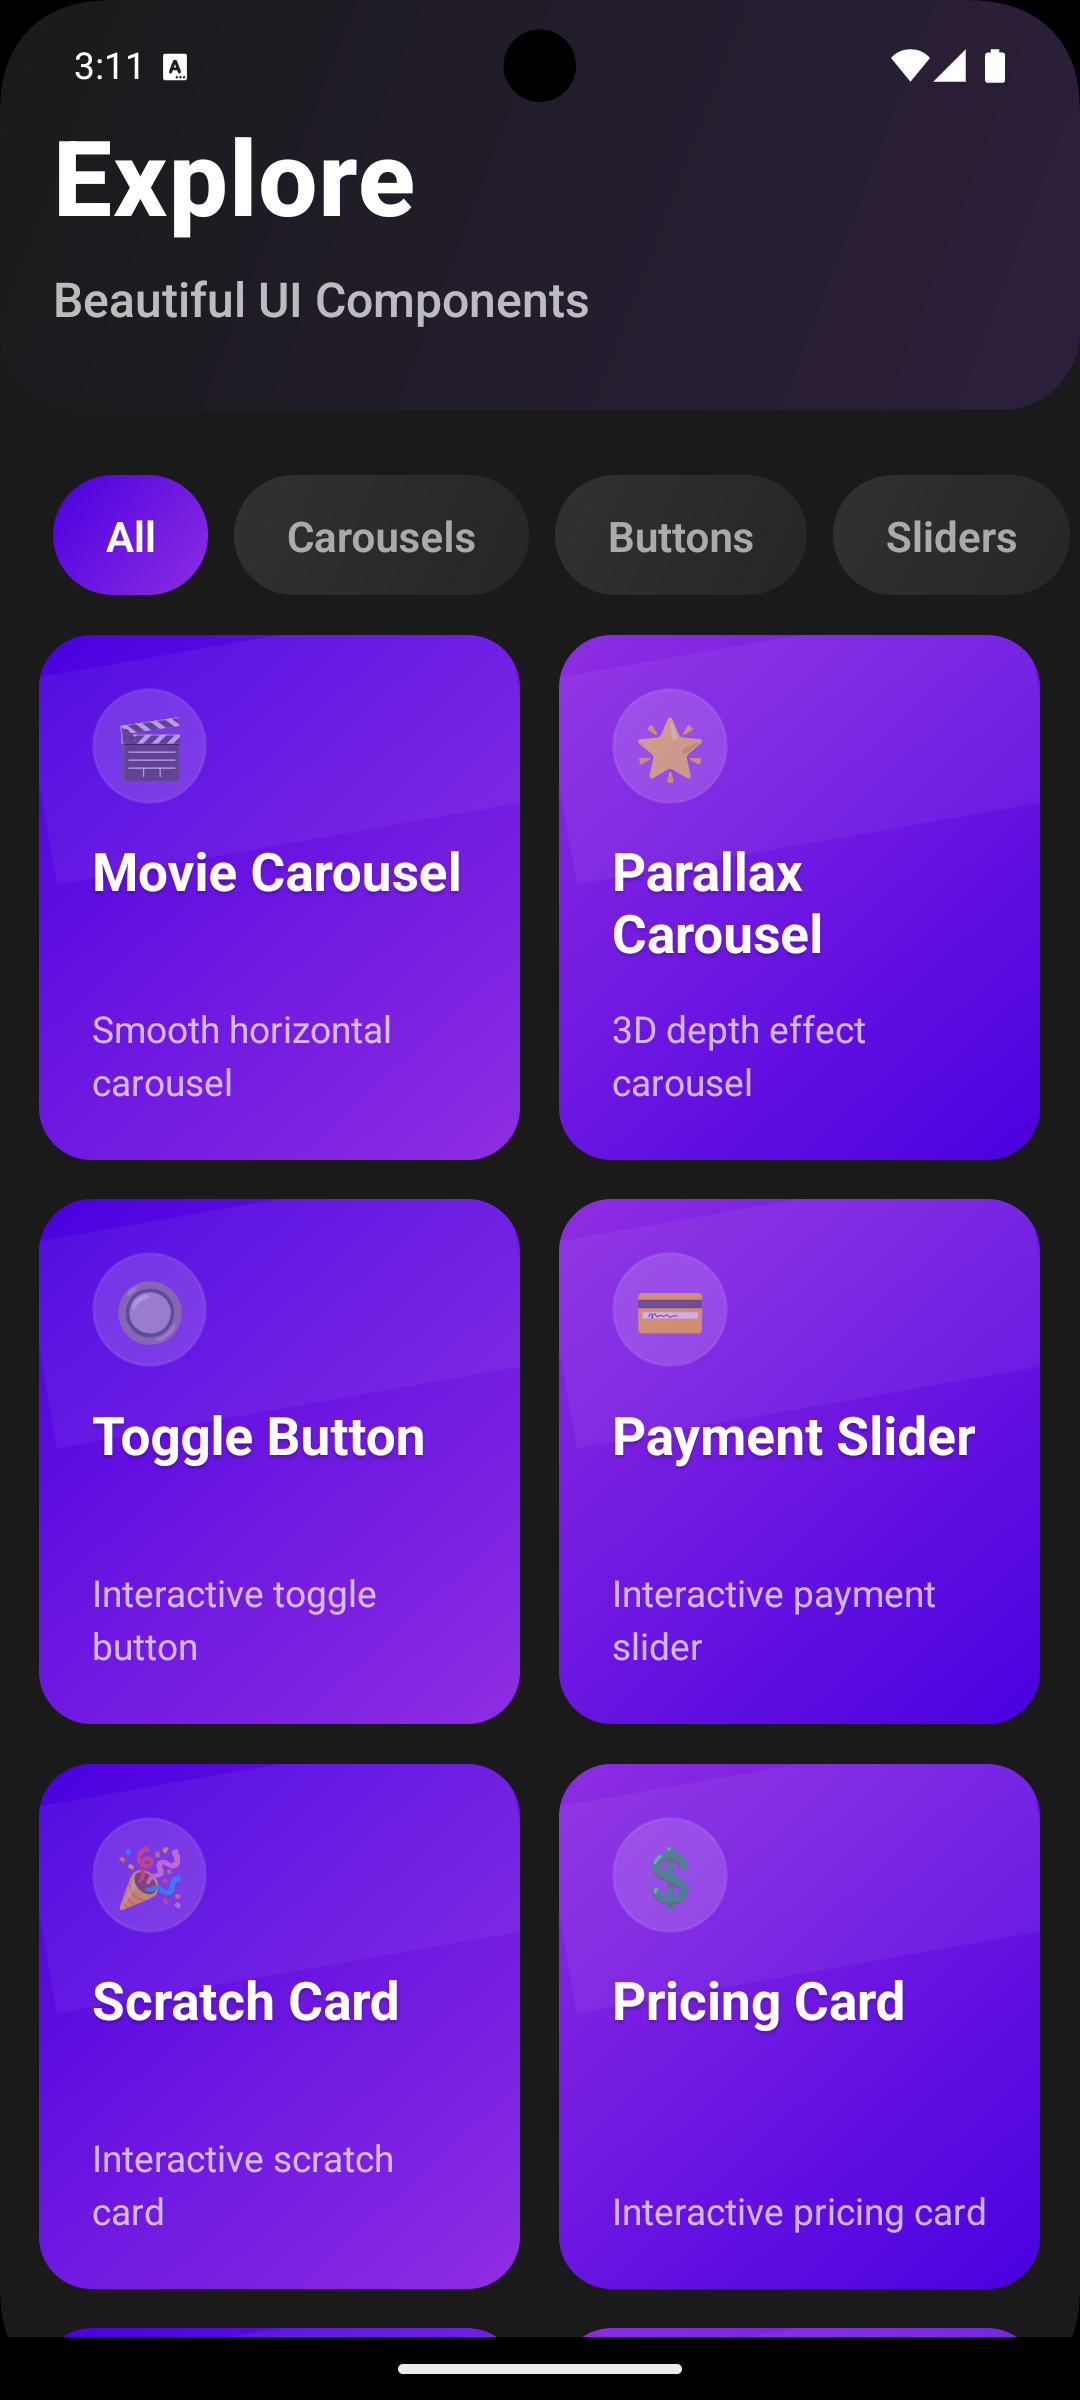 3:11
Explore
Beautiful UI Components
All
Carousels
Buttons
Sliders
Movie Carousel
Smooth horizontal
carousel
Parallax
Carousel
3D depth effect
carousel
Toggle Button
Interactive toggle
button
Payment Slider
Interactive payment
slider
Scratch Card
Interactive scratch
card
Pricing Card
Interactive pricing card